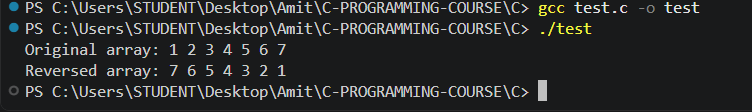 PS C:\Users\STUDENT\Desktop\Amit\C-PROGRAMMING-COURSE\C> gcc test.c -o test
PS C:\Users\STUDENT\Desktop\Amit\C-PROGRAMMING-COURSE\C> ./test
Original array: 1 2 3 4 5 6 7
Reversed array: 7 6 5 4 3 2 1
PS C:\Users\STUDENT\Desktop\Amit\C-PROGRAMMING-COURSE\C>